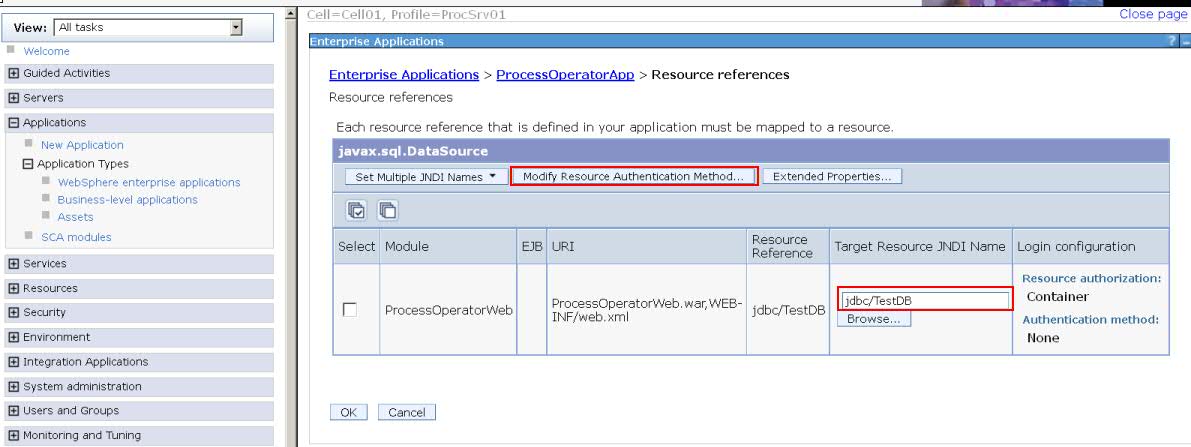 Cell=Cell01, Profile=ProcSrv01
Close page
View: All tasks
Welcome
Guided Activities
Servers
Applications
New Application
Application Types
WebSphere enterprise applications
Business-level applications
Assets
SCA modules
Services
Resources
Security
Environment
Integration Applications
System administration
Users and Groups
Monitoring and Tuning
Enterprise Applications
?
Enterprise Applications > ProcessOperatorApp > Resource references
Resource references
Each resource reference that is defined in your application must be mapped to a resource.
javax.sql.DataSource
Set Multiple JNDI Names Modify Resource Authentication Method... Extended Properties...
Select Module EJB URI Resource Reference Target Resource JNDI Name Login configuration
ProcessOperatorWeb
ProcessOperatorWeb.war,WEB-
INF/web.xml
jdbc/TestDB
jdbc/TestDB
Browse...
Resource authorization:
Container
Authentication method:
None
OK Cancel